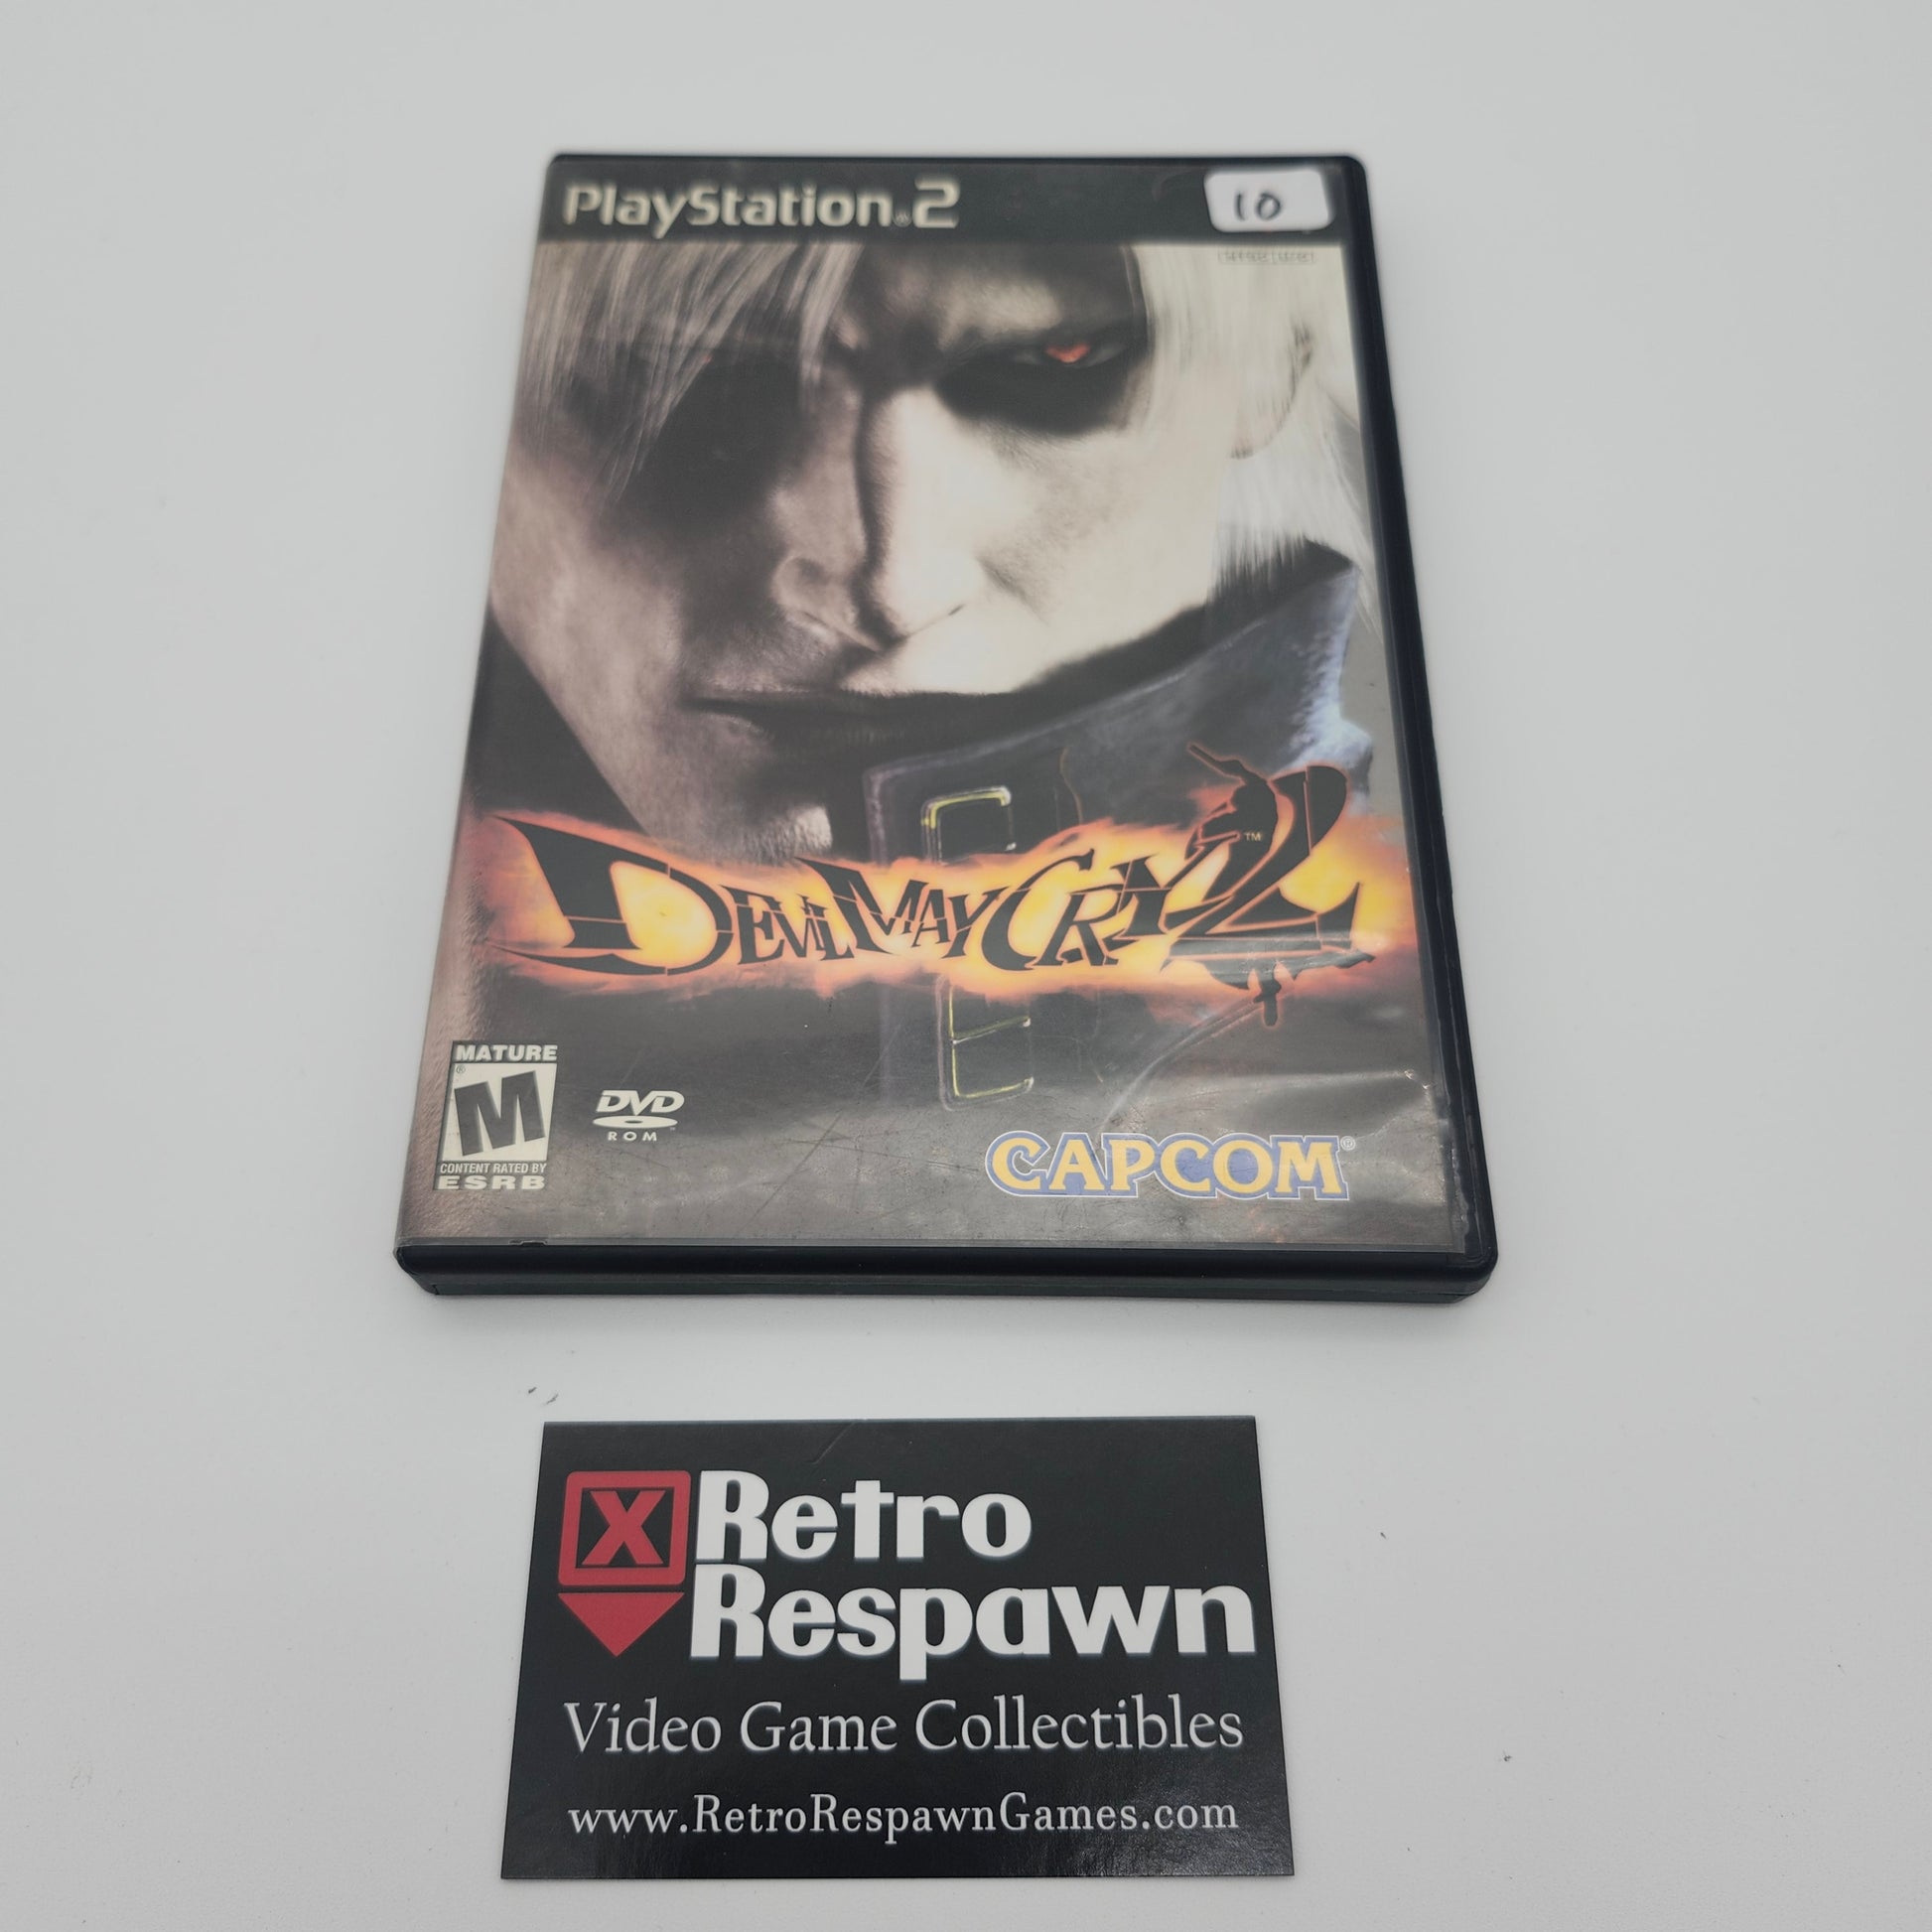 PlayStation®2
10
DEVIL MAY CRY 2
TM
MATURE
M
®
CONTENT RATED BY
ESRB
DVD
ROM
CAPCOM®
X Retro
Respawn
Video Game Collectibles
www.RetroRespawnGames.com